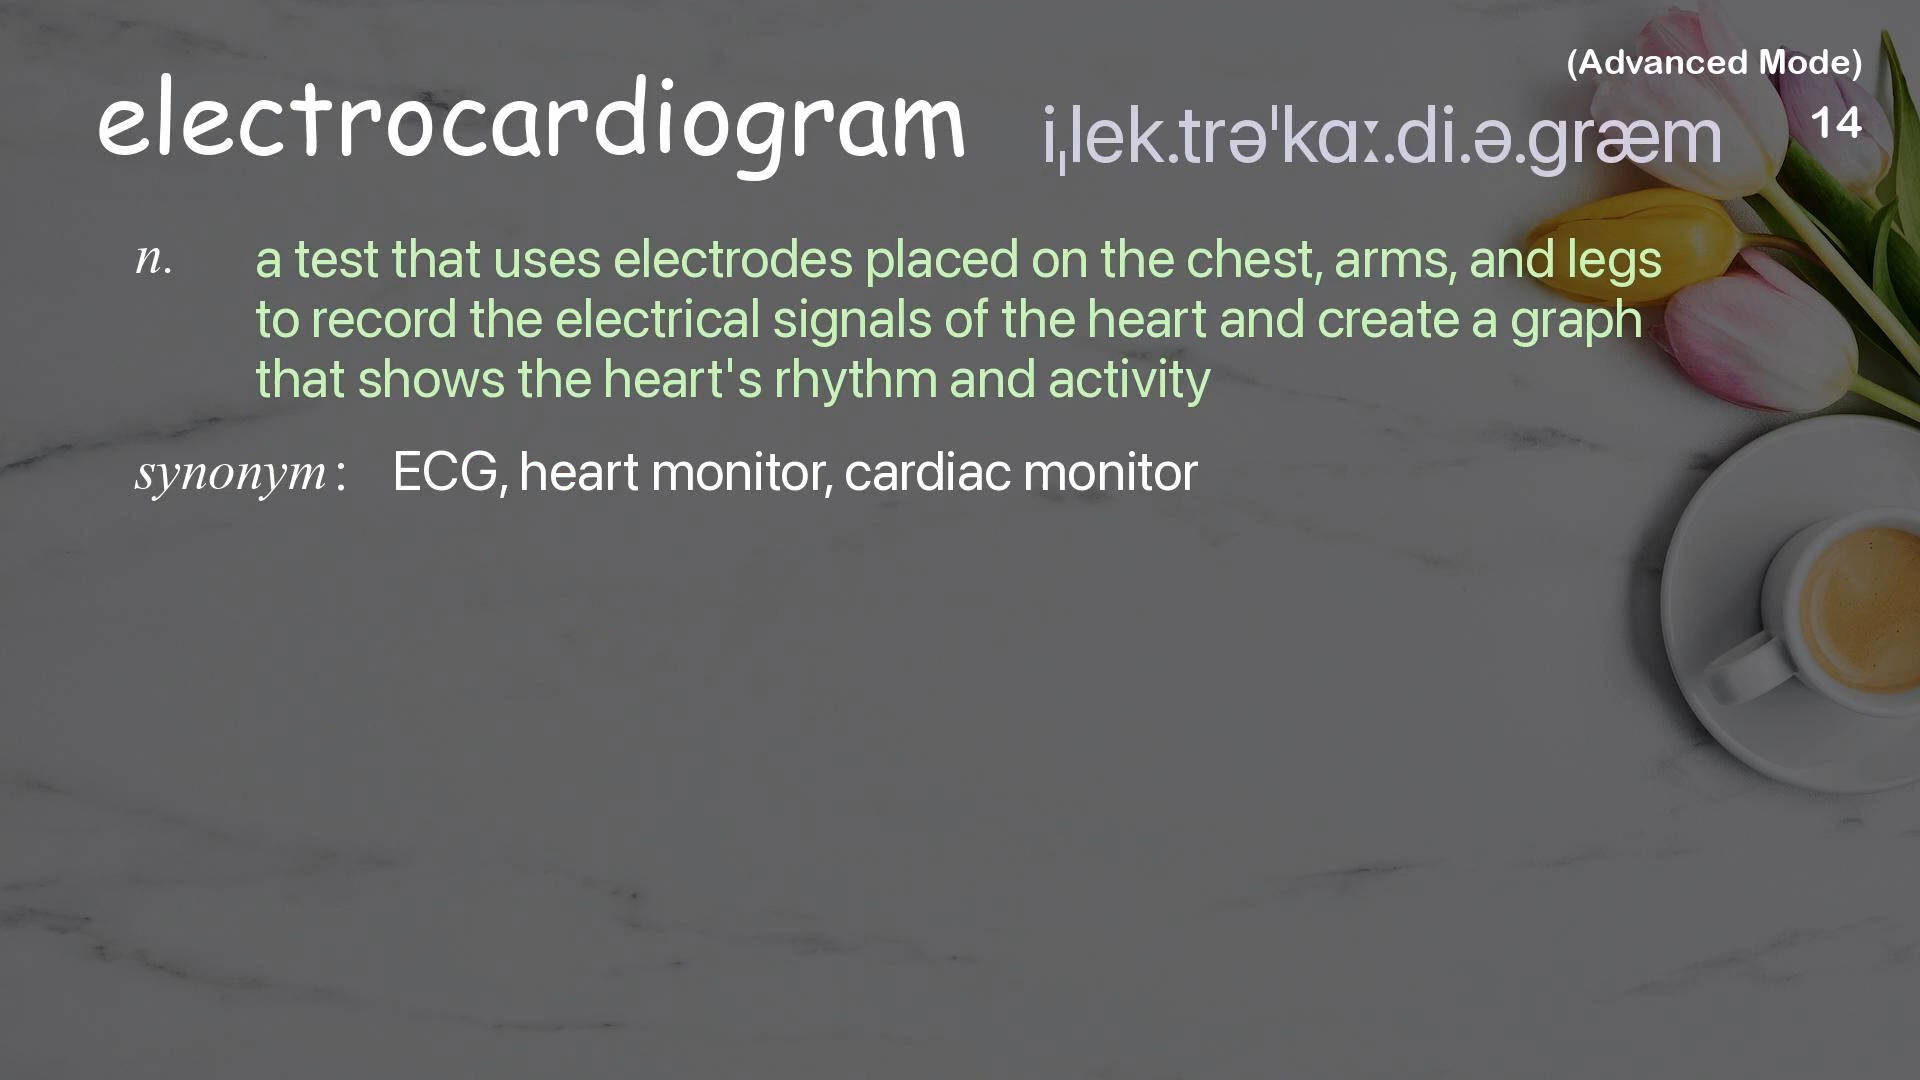 (Advanced Mode)
electrocardiogram iˌlek.trəˈkɑː.di.ə.græm 14
n. a test that uses electrodes placed on the chest, arms, and legs
to record the electrical signals of the heart and create a graph
that shows the heart's rhythm and activity
synonym : ECG, heart monitor, cardiac monitor